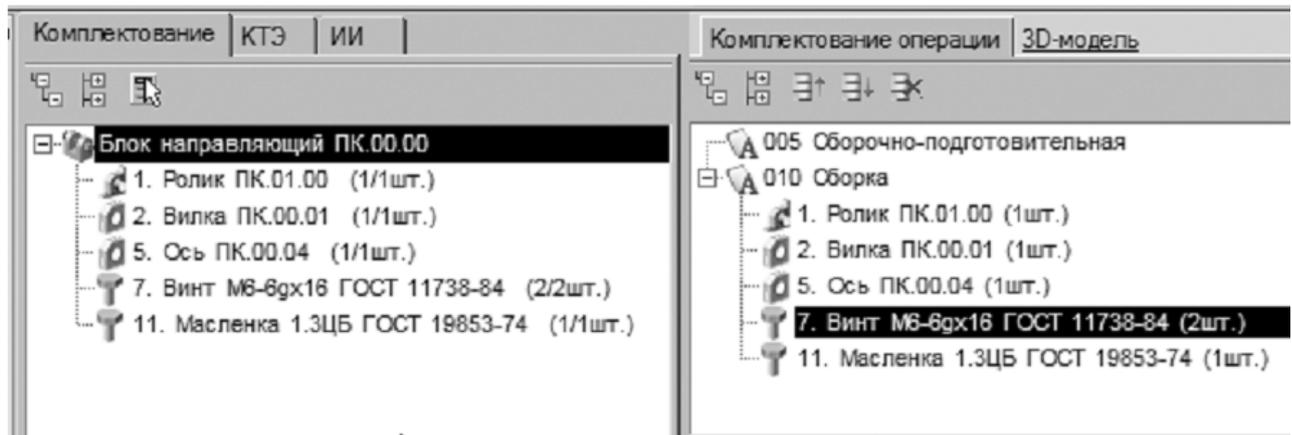 Комплектование КТЭ ИИ
Блок направляющий ПК.00.00
1. Ролик ПК.01.00 (1/1шт.)
2. Вилка ПК.00.01 (1/1шт.)
5. Ось ПК.00.04 (1/1шт.)
7. Винт М6-6gх16 ГОСТ 11738-84 (2/2шт.)
11. Масленка 1.3ЦБ ГОСТ 19853-74 (1/1шт.)
Комплектование операции 3D-модель
005 Сборочно-подготовительная
010 Сборка
1. Ролик ПК.01.00 (1шт.)
2. Вилка ПК.00.01 (1шт.)
5. Ось ПК.00.04 (1шт.)
7. Винт М6-6gх16 ГОСТ 11738-84 (2шт.)
11. Масленка 1.3ЦБ ГОСТ 19853-74 (1шт.)